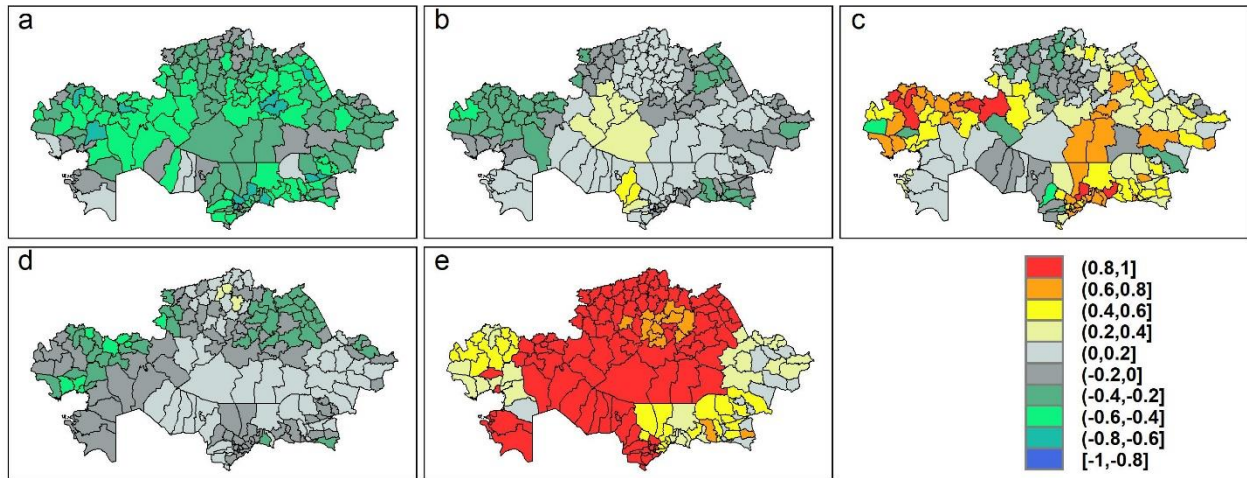 a
b
c
d
e
(0.8,1]
(0.6,0.8]
(0.4,0.6]
(0.2,0.4]
(0,0.2]
(-0.2,0]
(-0.4,-0.2]
(-0.6,-0.4]
(-0.8,-0.6]
[-1,-0.8]